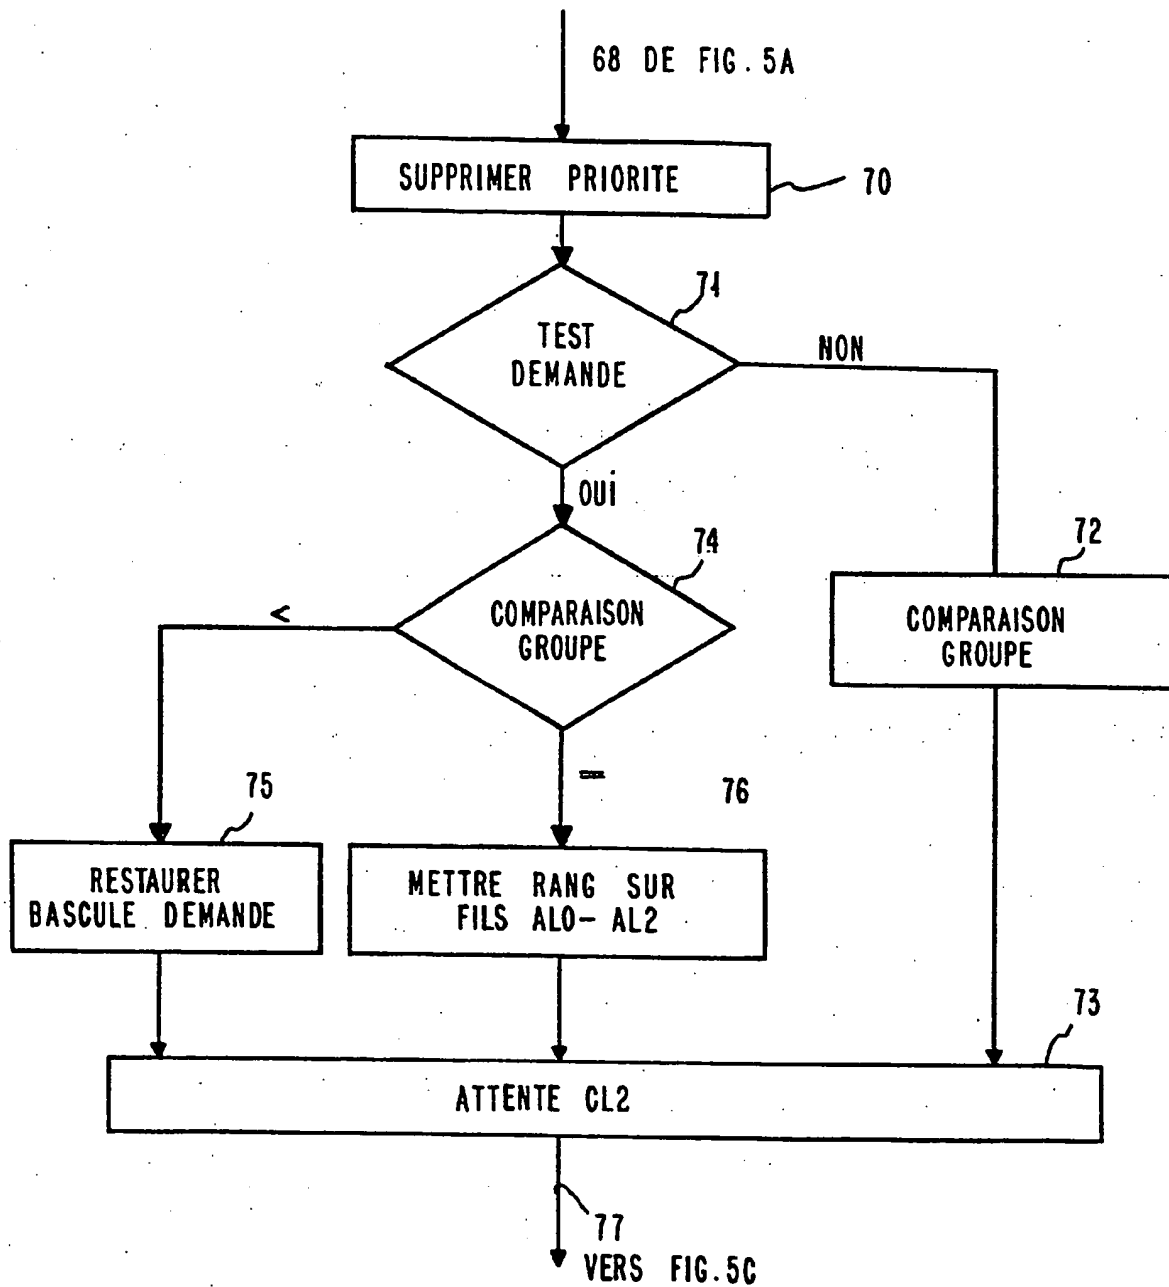 68 DE FIG. 5A
SUPPRIMER PRIORITE
70
71
TEST
DEMANDE
NON
OUi
74
72
COMPARAISON
GROUPE
COMPARAISON
GROUPE
<
=
75
76
RESTAURER
BASCULE DEMANDE
METTRE RANG SUR
FILS AL0- AL2
73
ATTENTE CL2
77
VERS FIG. 5C